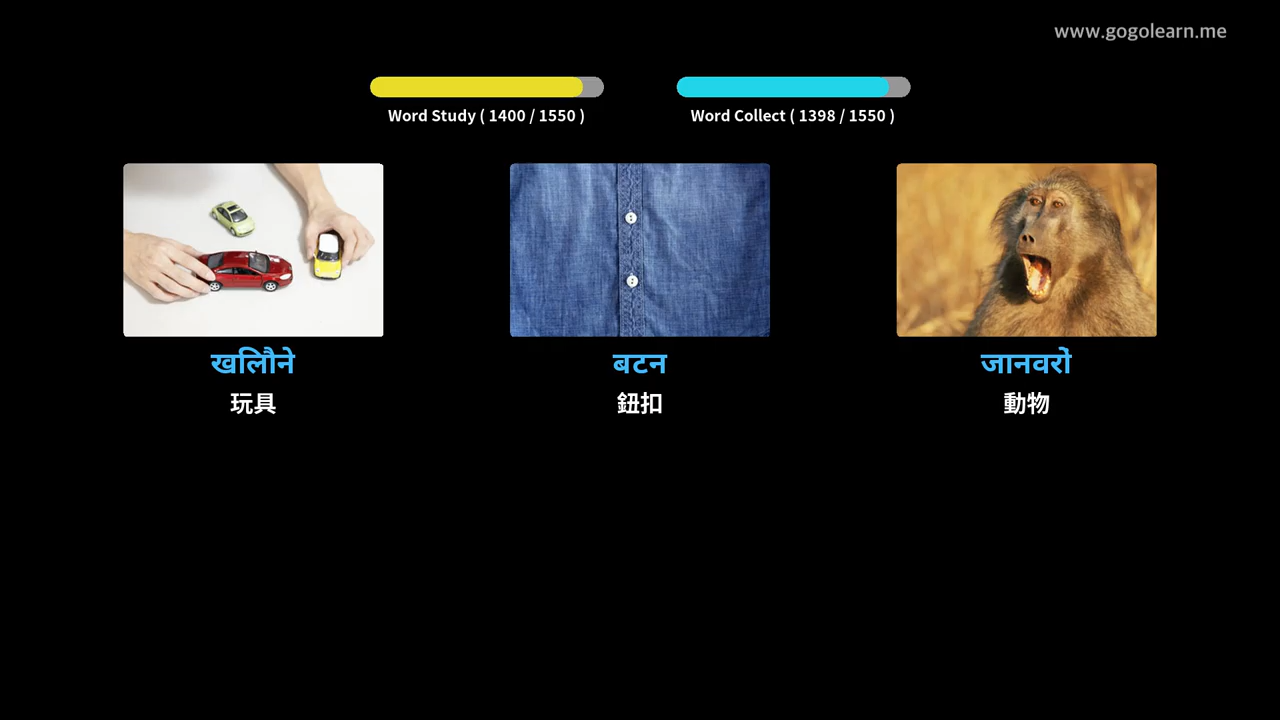 www.gogolearn.me
Word Study ( 1400 / 1550 )
Word Collect ( 1398 / 1550 )
खिलौने
बटन
जानवरों
玩具
鈕扣
動物